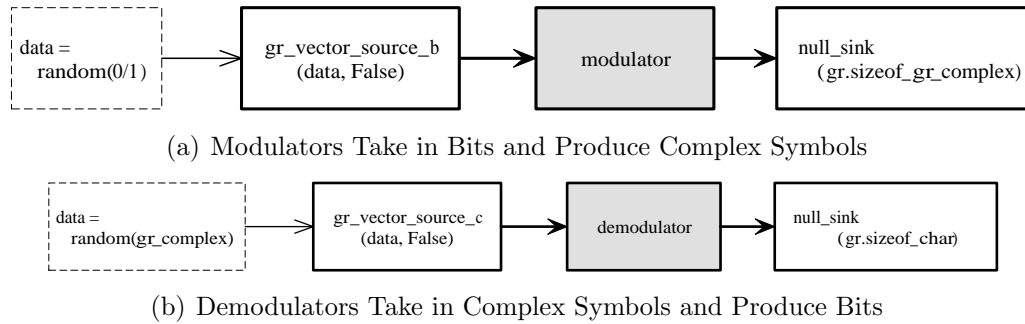 data =
random(0/1)
gr_vector_source_b
(data, False)
modulator
null_sink
(gr.sizeof_gr_complex)
(a) Modulators Take in Bits and Produce Complex Symbols
data =
random(gr_complex)
gr_vector_source_c
(data, False)
demodulator
null_sink
(gr.sizeof_char)
(b) Demodulators Take in Complex Symbols and Produce Bits